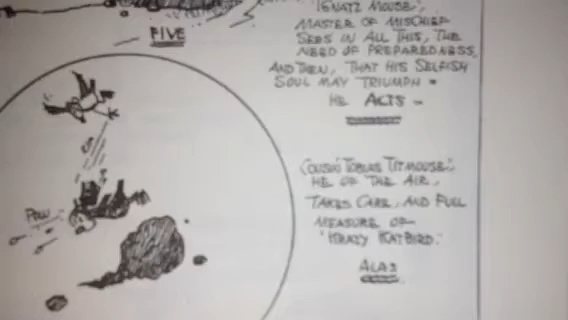 FIVE
"IGNATZ MOUSE",
MASTER OF MISCHIEF
SEES IN ALL THIS, THE
NEED OF PREPAREDNESS,
AND THEN, THAT HIS SELFISH
SOUL MAY TRIUMPH -
HE ACTS -
POW
COUSIN TOBIAS TITMOUSE",
HE OF THE AIR,
TAKES CARE, AND FULL
MEASURE OF
"KRAZY KATBIRD."
ALAS